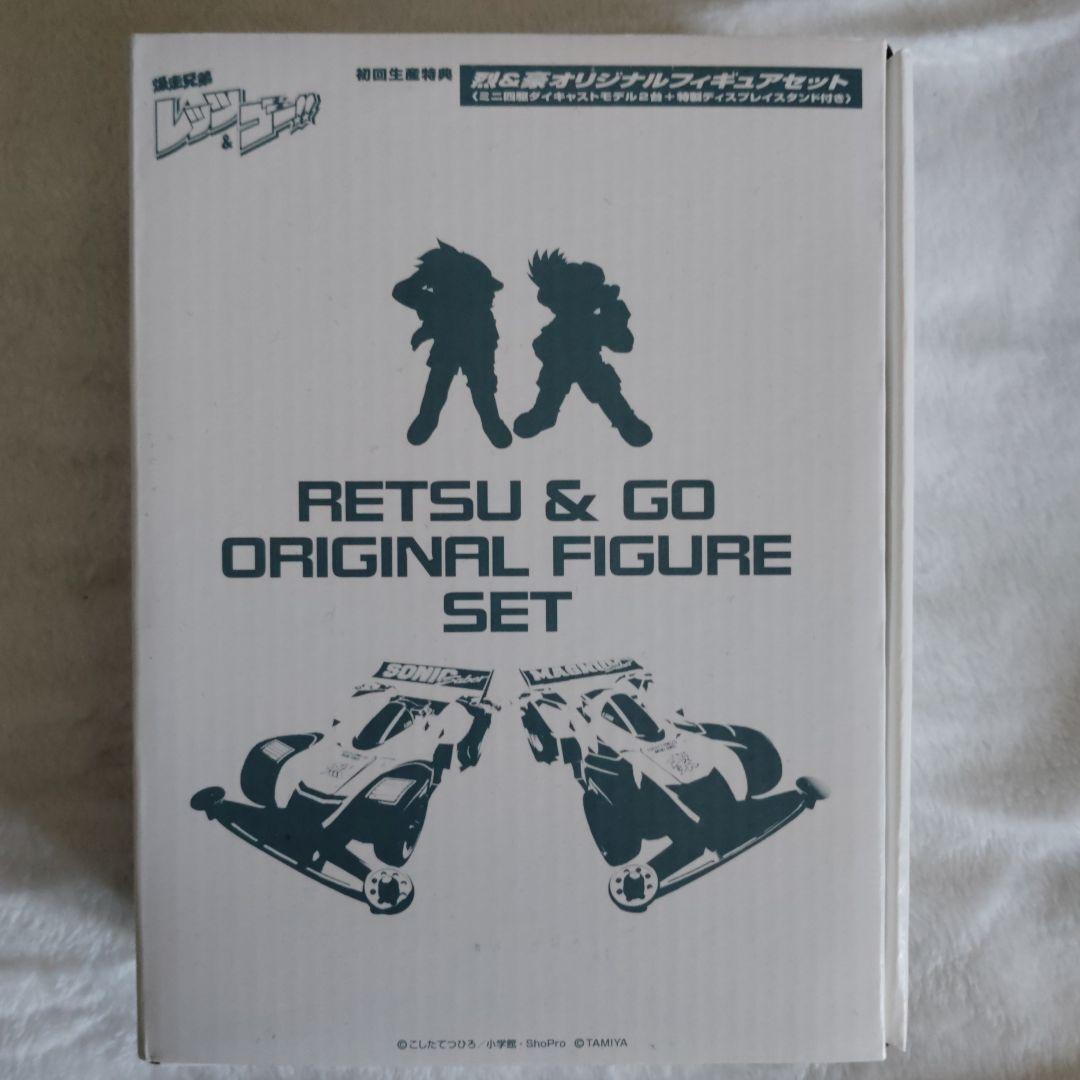 爆走兄弟
レッツ
&
ゴー!!
初回生産特典
烈&豪オリジナルフィギュアセット
〈ミニ四駆ダイキャストモデル2台+特製ディスプレイスタンド付き〉
RETSU & GO
ORIGINAL FIGURE
SET
SONIC Saber
MAGNUM
©こしたてつひろ/小学館・ShoPro ©TAMIYA